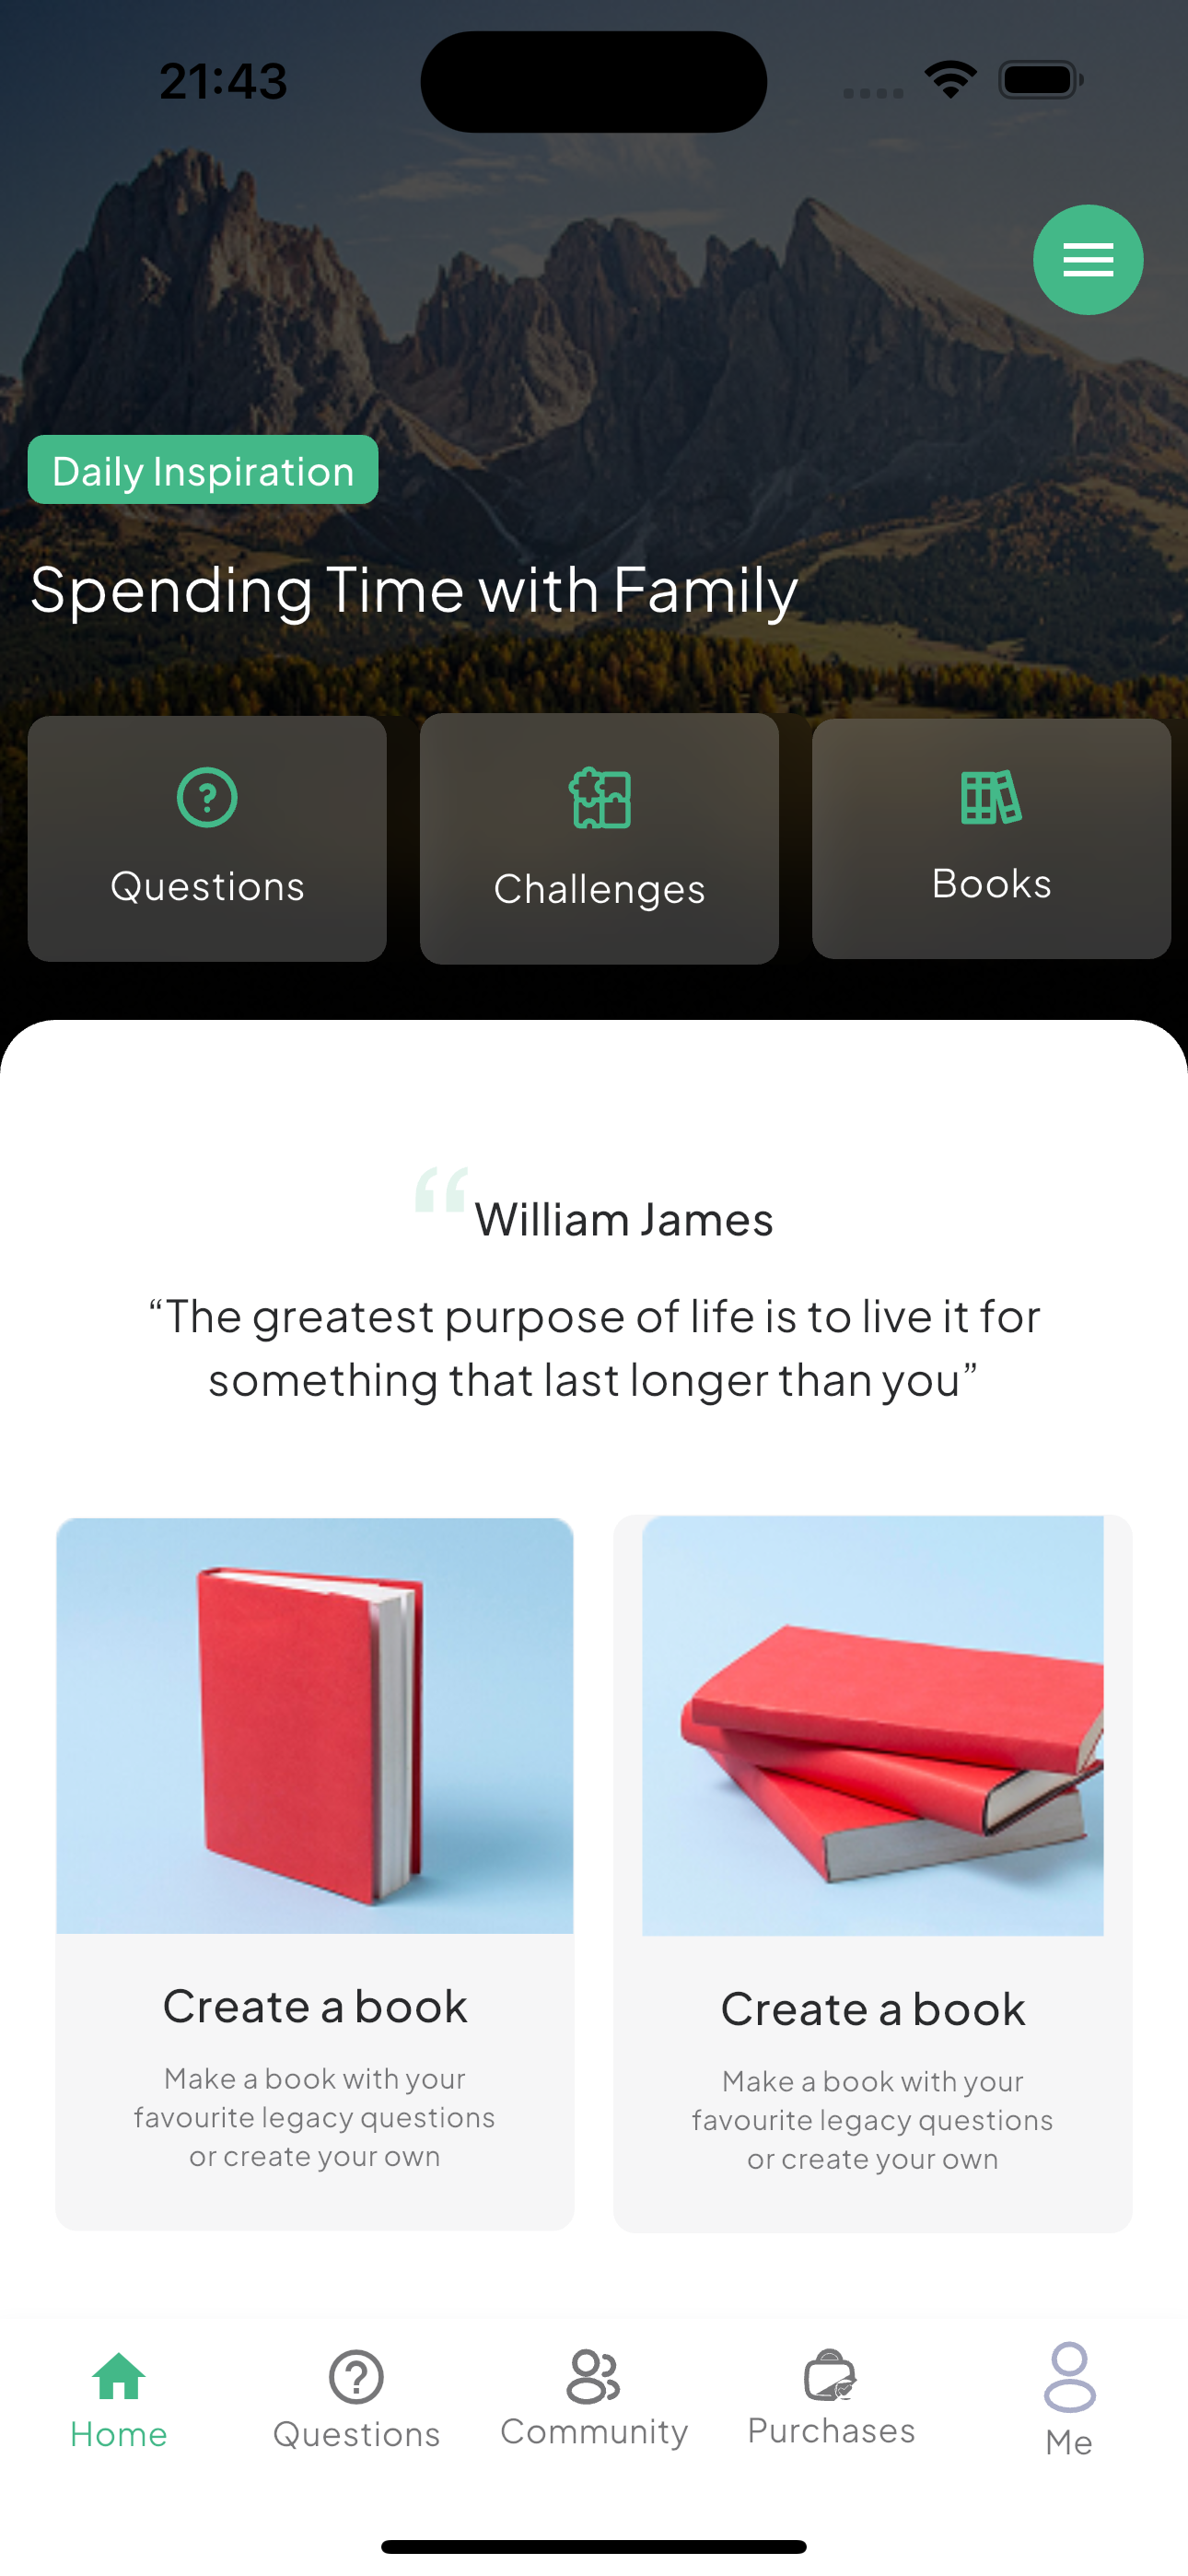 21:43
Daily Inspiration
Spending Time with Family
Questions
Challenges
Books
William James
“The greatest purpose of life is to live it for
something that last longer than you”
Create a book
Make a book with your
favourite legacy questions
or create your own
Create a book
Make a book with your
favourite legacy questions
or create your own
Home
Questions
Community
Purchases
Me